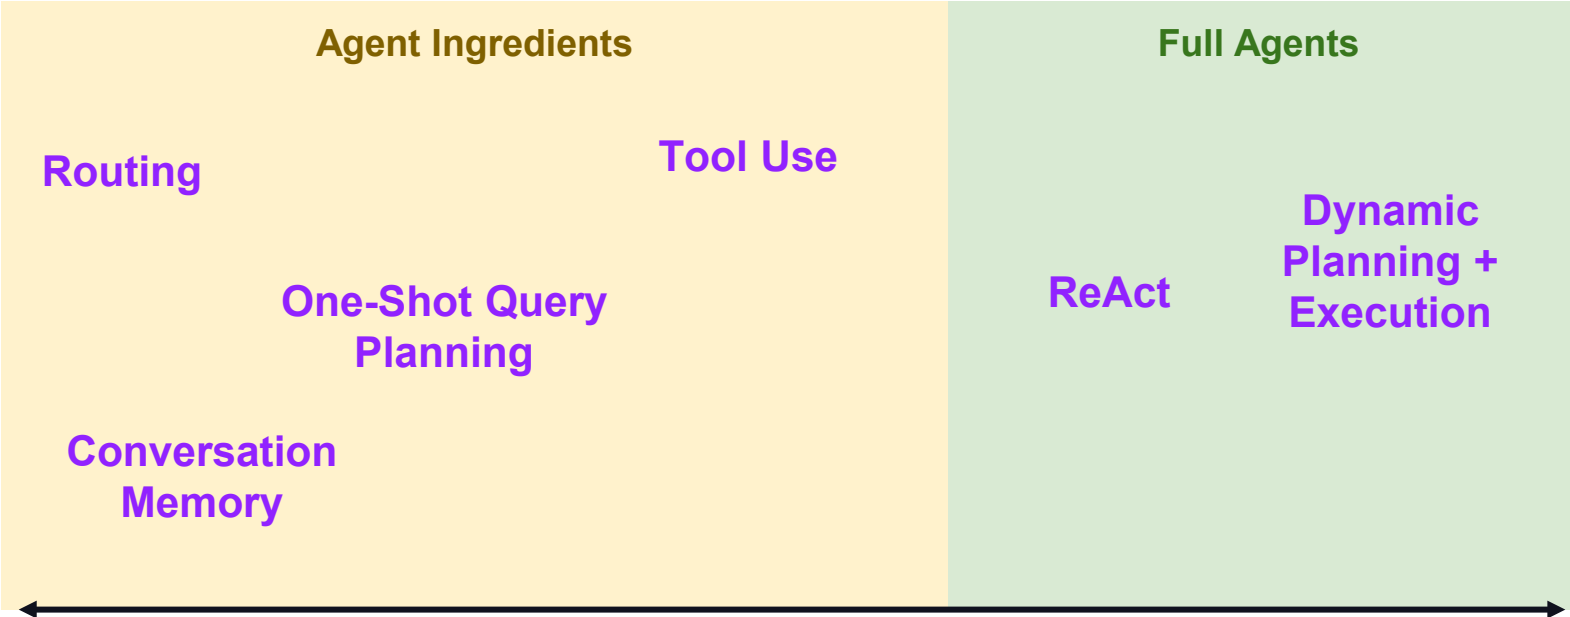 Agent Ingredients
Full Agents
Routing
Tool Use
One-Shot Query
Planning
Conversation
Memory
ReAct
Dynamic
Planning +
Execution